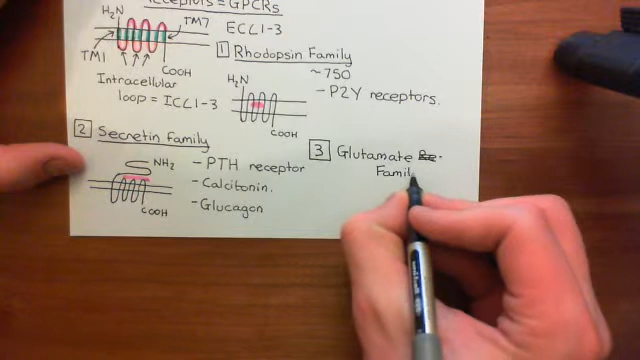 Receptors = GPCRs
H2N
TM7
ECL1-3
TM1
COOH
Intracellular
loop = ICL1-3
1 Rhodopsin Family
~750
- P2Y receptors.
H2N
COOH
2 Secretin Family
NH2
COOH
- PTH receptor
- Calcitonin.
- Glucagon
3 Glutamate
Famil